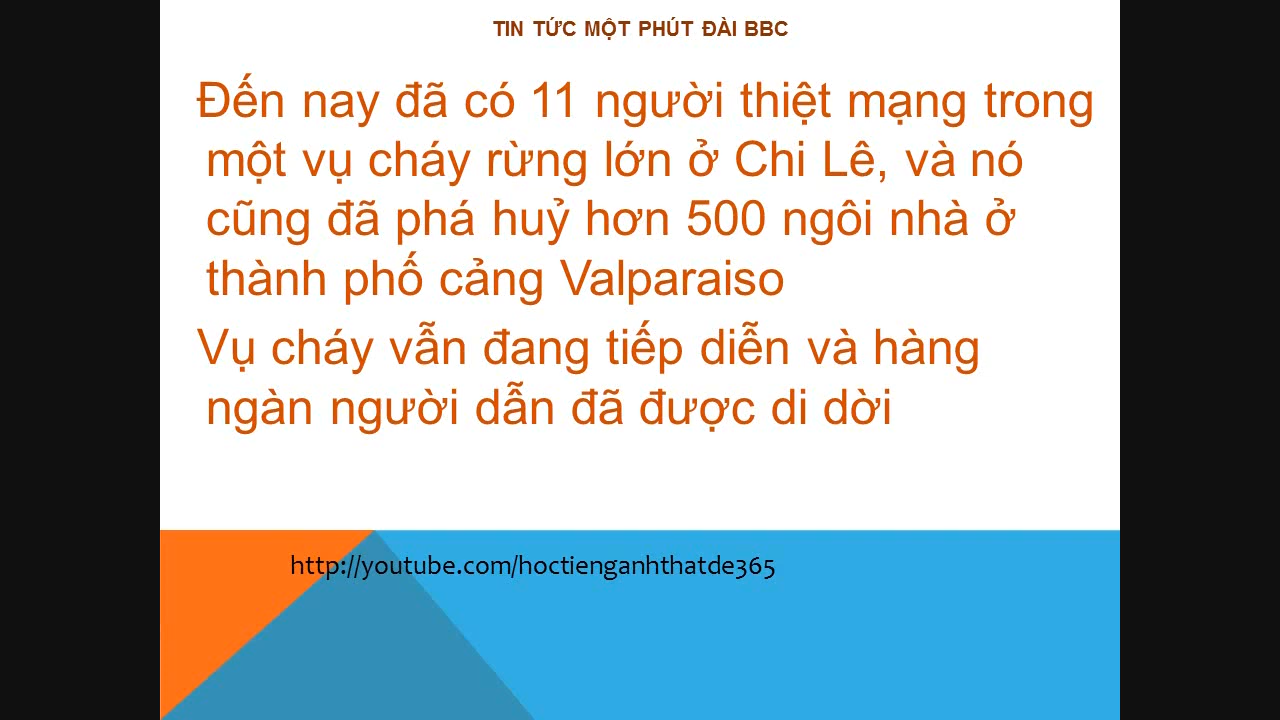 TIN TỨC MỘT PHÚT ĐÀI BBC
Đến nay đã có 11 người thiệt mạng trong
một vụ cháy rừng lớn ở Chi Lê, và nó
cũng đã phá huỷ hơn 500 ngôi nhà ở
thành phố cảng Valparaiso
Vụ cháy vẫn đang tiếp diễn và hàng
ngàn người dẫn đã được di dời
http://youtube.com/hoctienganhthatde365